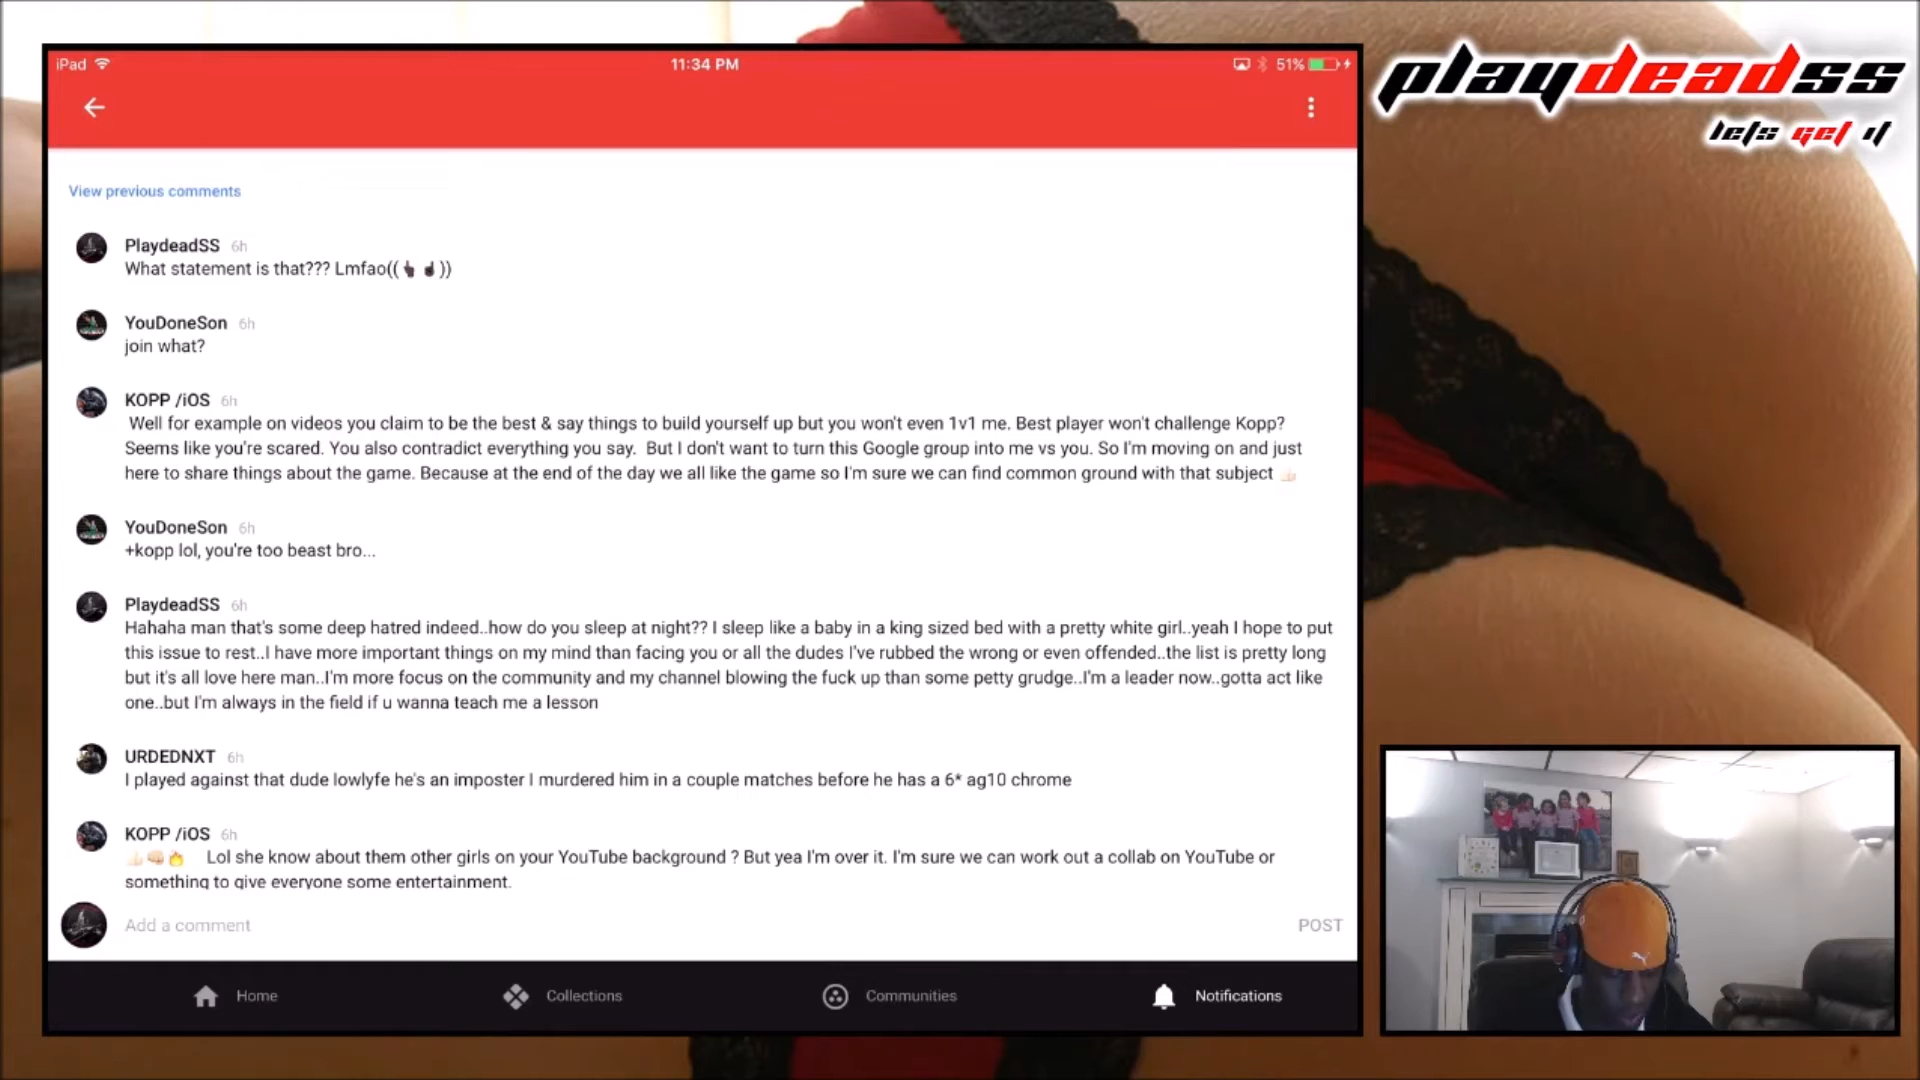 iPad 11:34 PM 51%
playdeadss
lets get it
View previous comments
PlaydeadSS 6h
What statement is that??? Lmfao((👆🏿☝🏿))
YouDoneSon 6h
join what?
KOPP /iOS 6h
Well for example on videos you claim to be the best & say things to build yourself up but you won't even 1v1 me. Best player won't challenge Kopp?
Seems like you're scared. You also contradict everything you say. But I don't want to turn this Google group into me vs you. So I'm moving on and just
here to share things about the game. Because at the end of the day we all like the game so I'm sure we can find common ground with that subject 👍🏻
YouDoneSon 6h
+kopp lol, you're too beast bro...
PlaydeadSS 6h
Hahaha man that's some deep hatred indeed..how do you sleep at night?? I sleep like a baby in a king sized bed with a pretty white girl..yeah I hope to put
this issue to rest..I have more important things on my mind than facing you or all the dudes I've rubbed the wrong or even offended..the list is pretty long
but it's all love here man..I'm more focus on the community and my channel blowing the fuck up than some petty grudge..I'm a leader now..gotta act like
one..but I'm always in the field if u wanna teach me a lesson
URDEDNXT 6h
I played against that dude lowlyfe he's an imposter I murdered him in a couple matches before he has a 6* ag10 chrome
KOPP /iOS 6h
👍🏻👊🏼🔥 Lol she know about them other girls on your YouTube background ? But yea I'm over it. I'm sure we can work out a collab on YouTube or
something to give everyone some entertainment.
Add a comment POST
Home Collections Communities Notifications